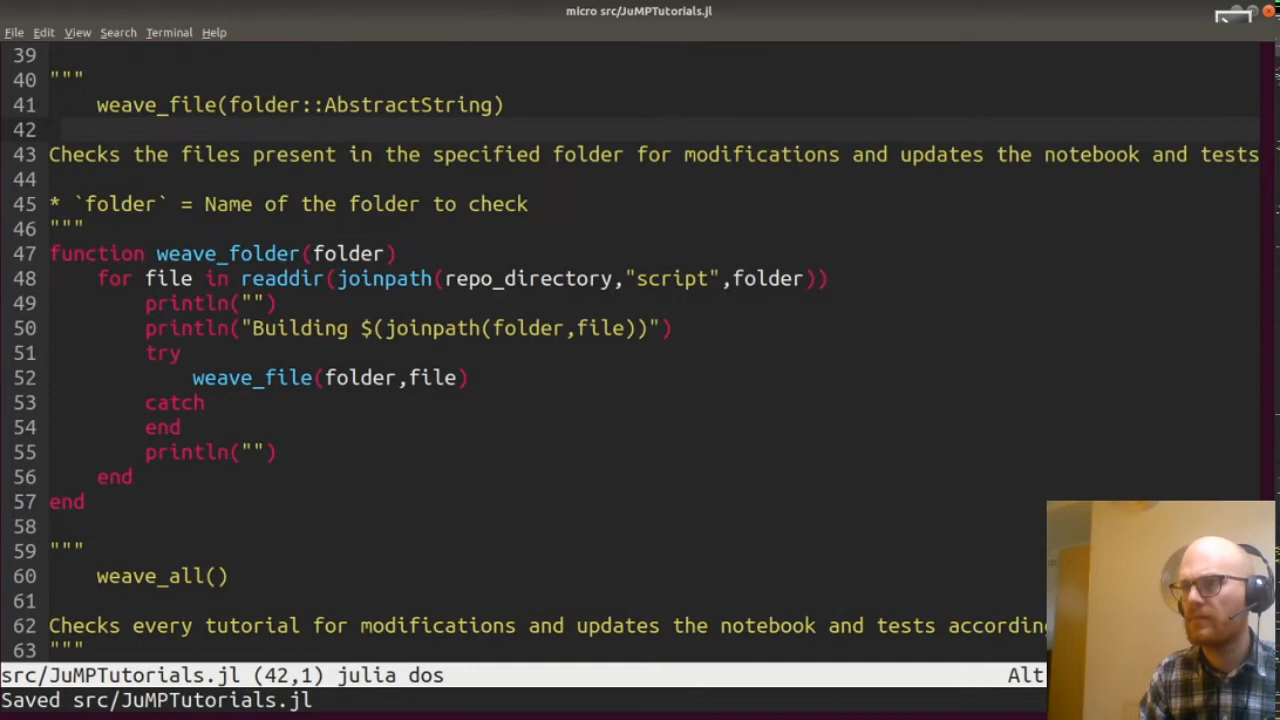 micro src/JuMPTutorials.jl
File Edit View Search Terminal Help
39
40 """
41     weave_file(folder::AbstractString)
42
43 Checks the files present in the specified folder for modifications and updates the notebook and tests
44
45 * `folder` = Name of the folder to check
46 """
47 function weave_folder(folder)
48     for file in readdir(joinpath(repo_directory,"script",folder))
49         println("")
50         println("Building $(joinpath(folder,file))")
51         try
52             weave_file(folder,file)
53         catch
54         end
55         println("")
56     end
57 end
58
59 """
60     weave_all()
61
62 Checks every tutorial for modifications and updates the notebook and tests accordin
63 """
src/JuMPTutorials.jl (42,1) julia dos Alt
Saved src/JuMPTutorials.jl